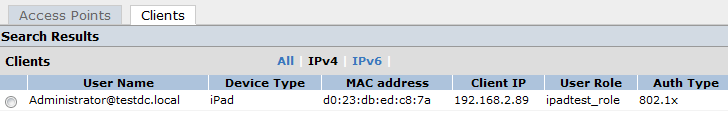 Access Points Clients
Search Results
Clients All | IPv4 | IPv6 |
User Name Device Type MAC address Client IP User Role Auth Type
Administrator@testdc.local iPad d0:23:db:ed:c8:7a 192.168.2.89 ipadtest_role 802.1x